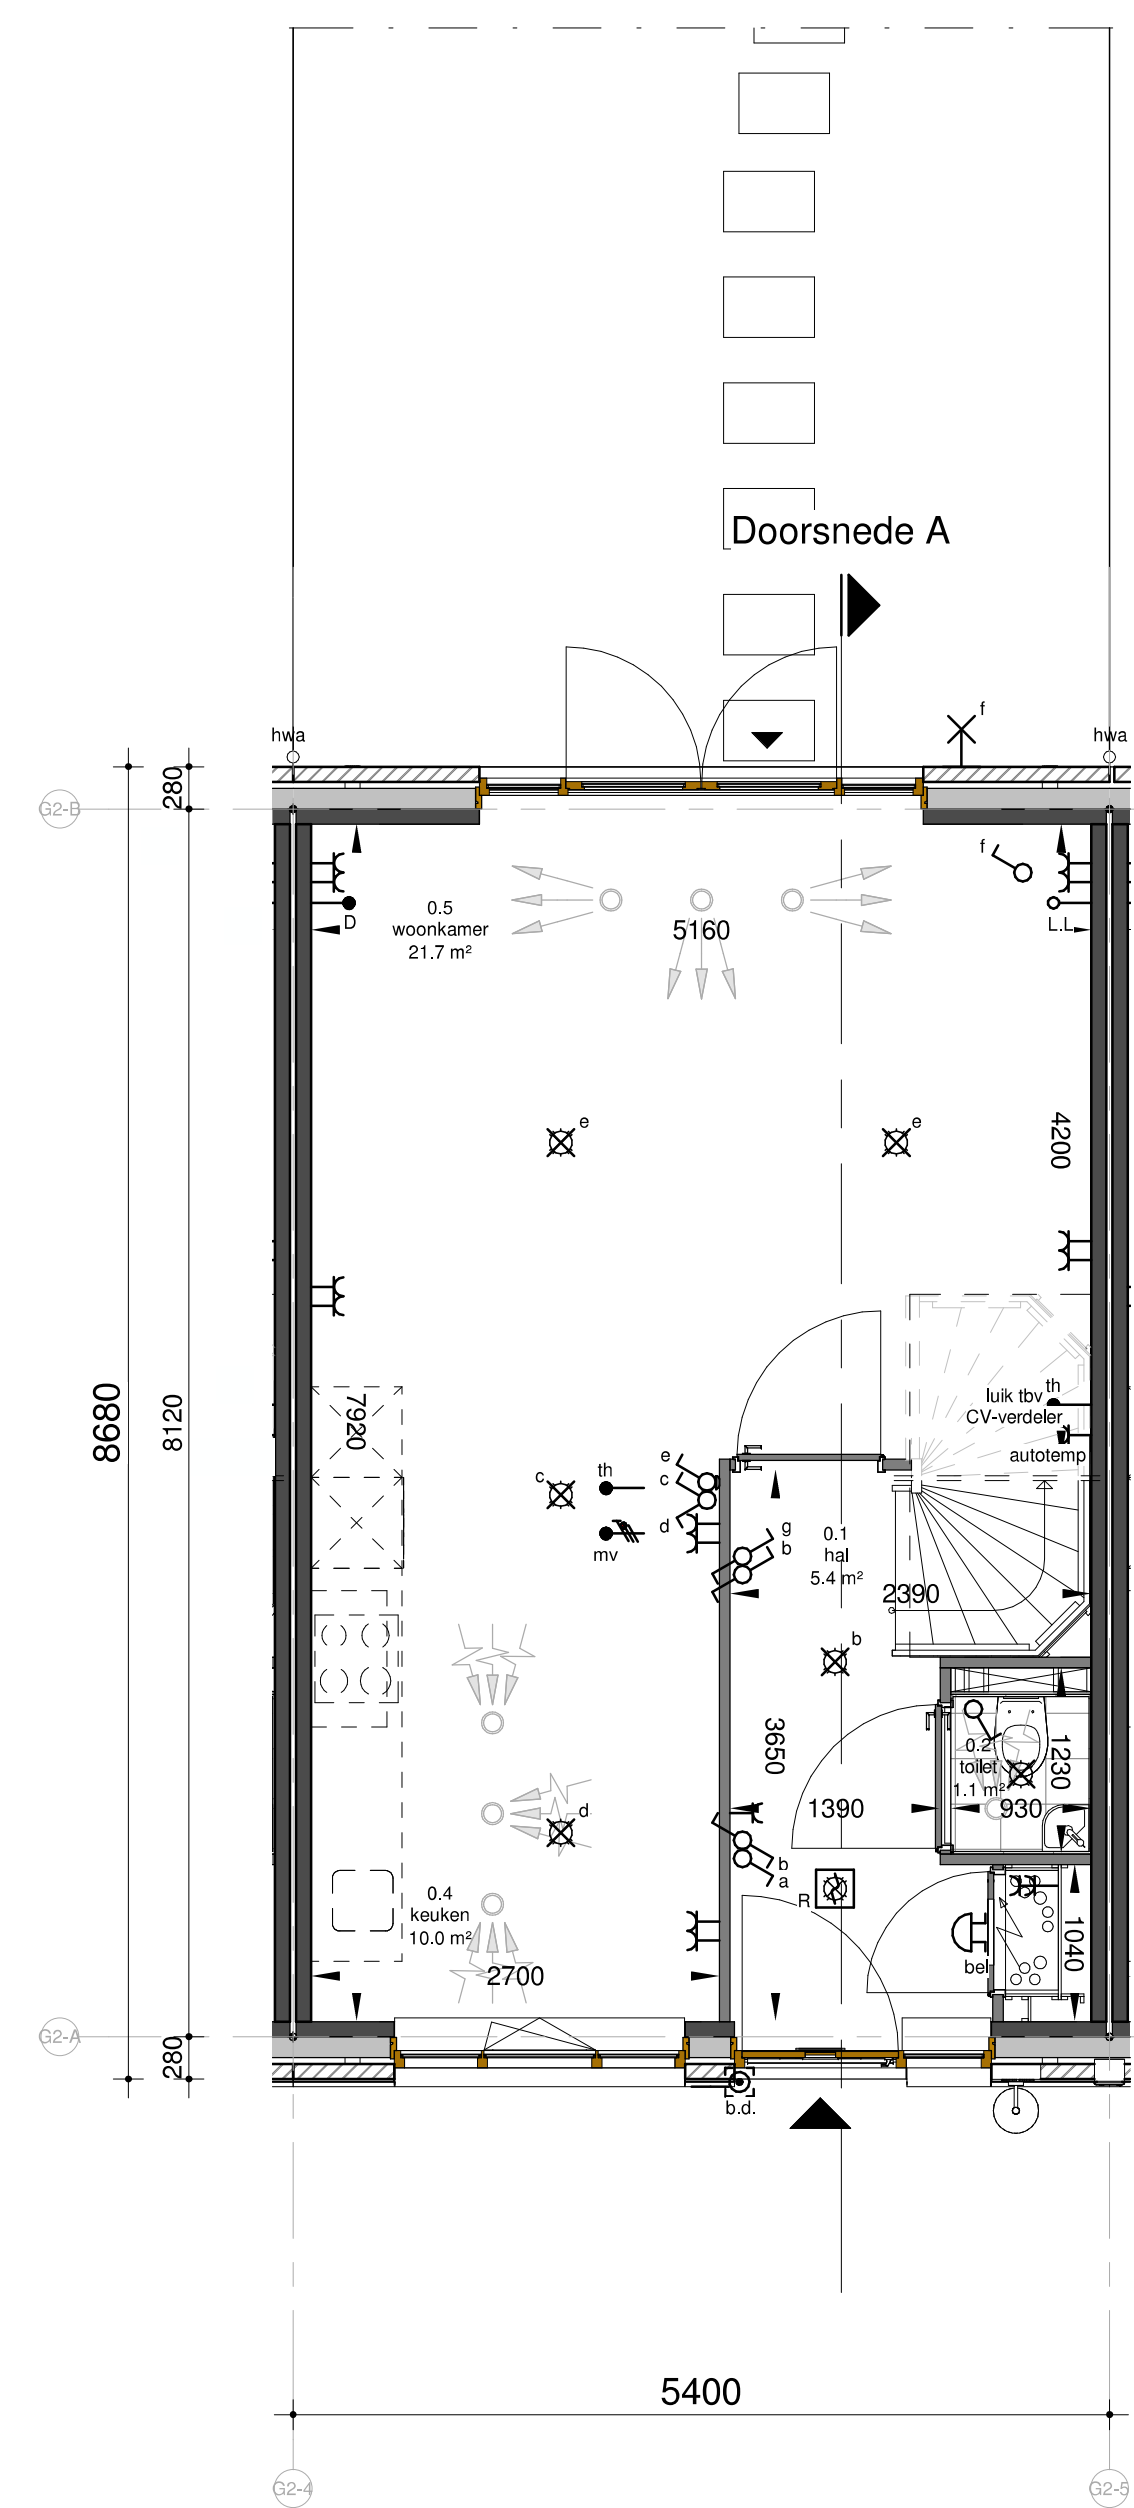 Doorsnede A
f
hwa
hwa
280
G2-B
f
D
0.5
woonkamer
21.7 m²
5160
L.L
e
e
4200
8680
8120
7920
luik tbv
CV-verdeler
th
autotemp
c
th
mv
e
c
d
g
b
0.1
hal
5.4 m²
2390
b
3650
0.2
toilet
1.1 m²
1230
1390
930
d
b
a
R
0.4
keuken
10.0 m²
bel
1040
2700
G2-A
280
b.d.
5400
G2-4
G2-5